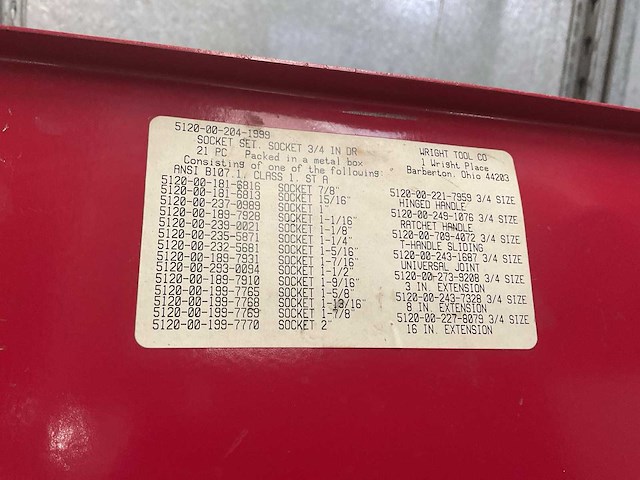 5120-00-204-1999
SOCKET SET, SOCKET 3/4 IN DR
21 PC Packed in a metal box
Consisting of one of the following:
ANSI B107.1, CLASS 1, ST A
5120-00-181-6816 SOCKET 7/8"
5120-00-181-6813 SOCKET 15/16"
5120-00-237-0988 SOCKET 1"
5120-00-189-7928 SOCKET 1-1/16"
5120-00-239-0021 SOCKET 1-1/8"
5120-00-235-5871 SOCKET 1-1/4"
5120-00-232-5681 SOCKET 1-5/16"
5120-00-189-7931 SOCKET 1-7/16"
5120-00-293-0094 SOCKET 1-1/2"
5120-00-189-7910 SOCKET 1-9/16"
5120-00-199-7765 SOCKET 1-5/8"
5120-00-199-7768 SOCKET 1-13/16"
5120-00-199-7769 SOCKET 1-7/8"
5120-00-199-7770 SOCKET 2"
WRIGHT TOOL CO
1 Wright Place
Barberton, Ohio 44203
5120-00-221-7959 3/4 SIZE
HINGED HANDLE
5120-00-249-1076 3/4 SIZE
RATCHET HANDLE
5120-00-709-4072 3/4 SIZE
T-HANDLE SLIDING
5120-00-243-1687 3/4 SIZE
UNIVERSAL JOINT
5120-00-273-9208 3/4 SIZE
3 IN. EXTENSION
5120-00-243-7328 3/4 SIZE
8 IN. EXTENSION
5120-00-227-8079 3/4 SIZE
16 IN. EXTENSION